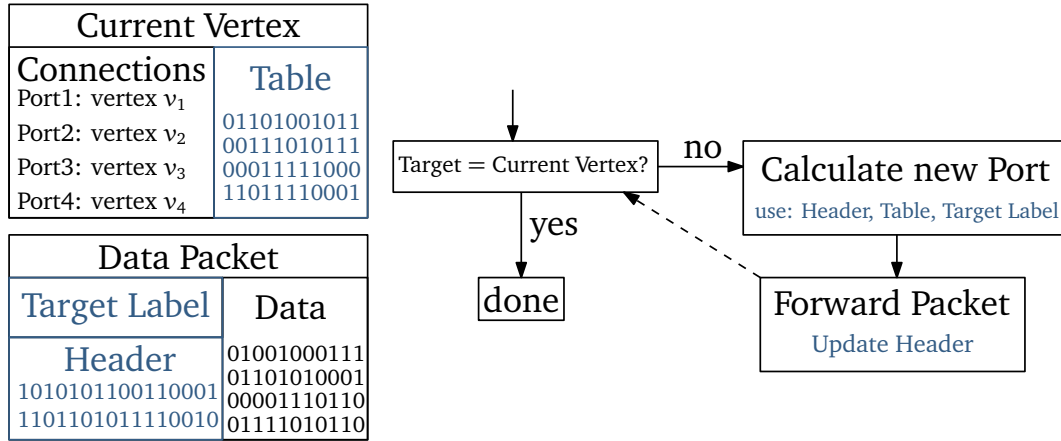 Current Vertex
Connections
Port1: vertex v₁
Port2: vertex v₂
Port3: vertex v₃
Port4: vertex v₄
Table
01101001011
00111010111
00011111000
11011110001
Data Packet
Target Label
Header
1010101100110001
1101101011110010
Data
01001000111
01101010001
00001110110
01111010110
Target = Current Vertex?
no
yes
done
Calculate new Port
use: Header, Table, Target Label
Forward Packet
Update Header